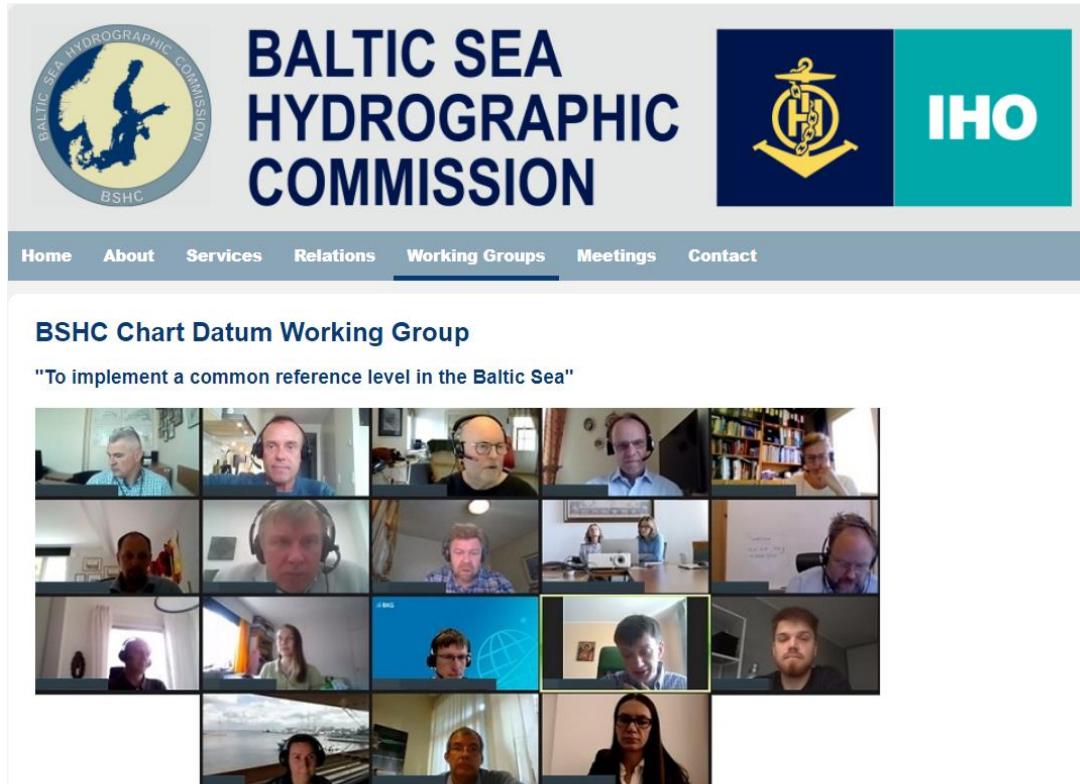 BALTIC SEA HYDROGRAPHIC COMMISSION
BSHC
BALTIC SEA
HYDROGRAPHIC
COMMISSION
IHO
Home About Services Relations Working Groups Meetings Contact
BSHC Chart Datum Working Group
"To implement a common reference level in the Baltic Sea"
BKG